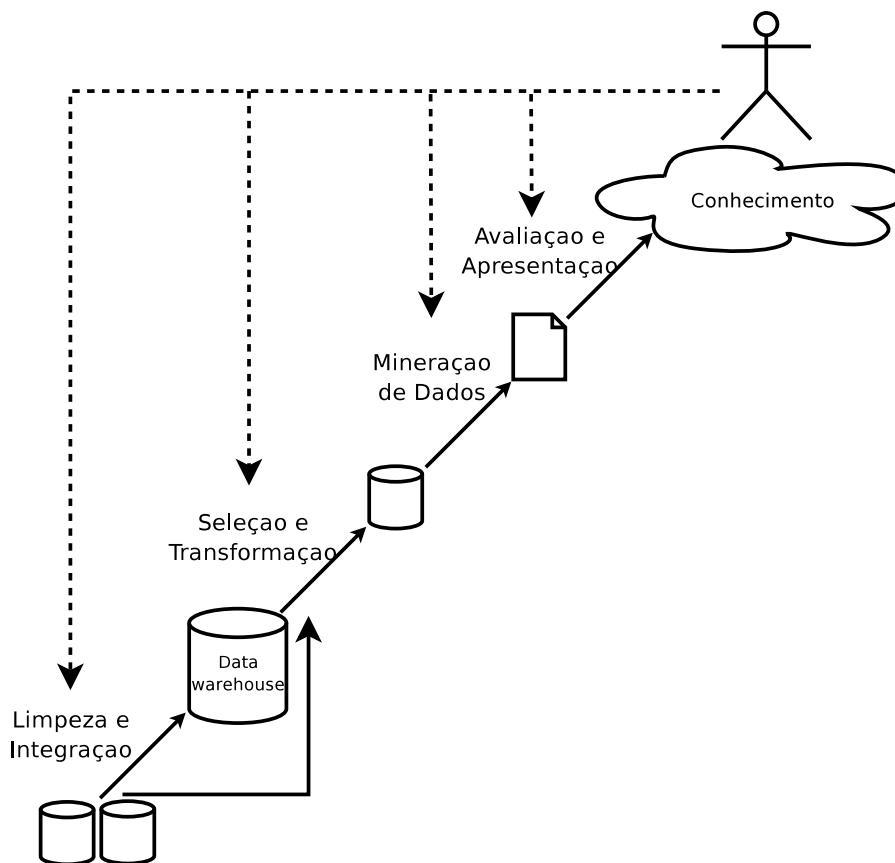 Conhecimento
Avaliaçao e
Apresentaçao
Mineraçao
de Dados
Seleçao e
Transformaçao
Data
warehouse
Limpeza e
Integraçao